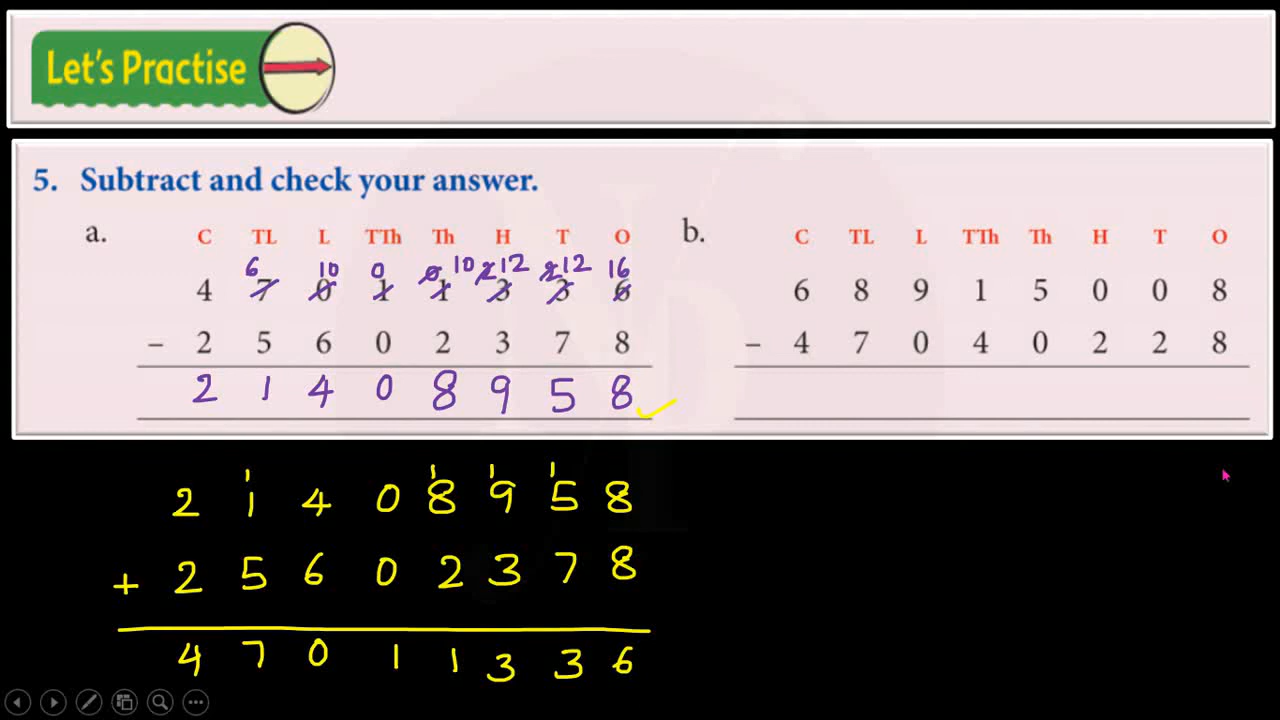 Let's Practise
5. Subtract and check your answer.
a. C TL L TTh Th H T O
6 10 0 0 10 2 12 2 12 16
4 7 0 1 1 3 3 6
– 2 5 6 0 2 3 7 8
2 1 4 0 8 9 5 8
b. C TL L TTh Th H T O
6 8 9 1 5 0 0 8
– 4 7 0 4 0 2 2 8
1 1 1 1
2 1 4 0 8 9 5 8
+ 2 5 6 0 2 3 7 8
4 7 0 1 1 3 3 6